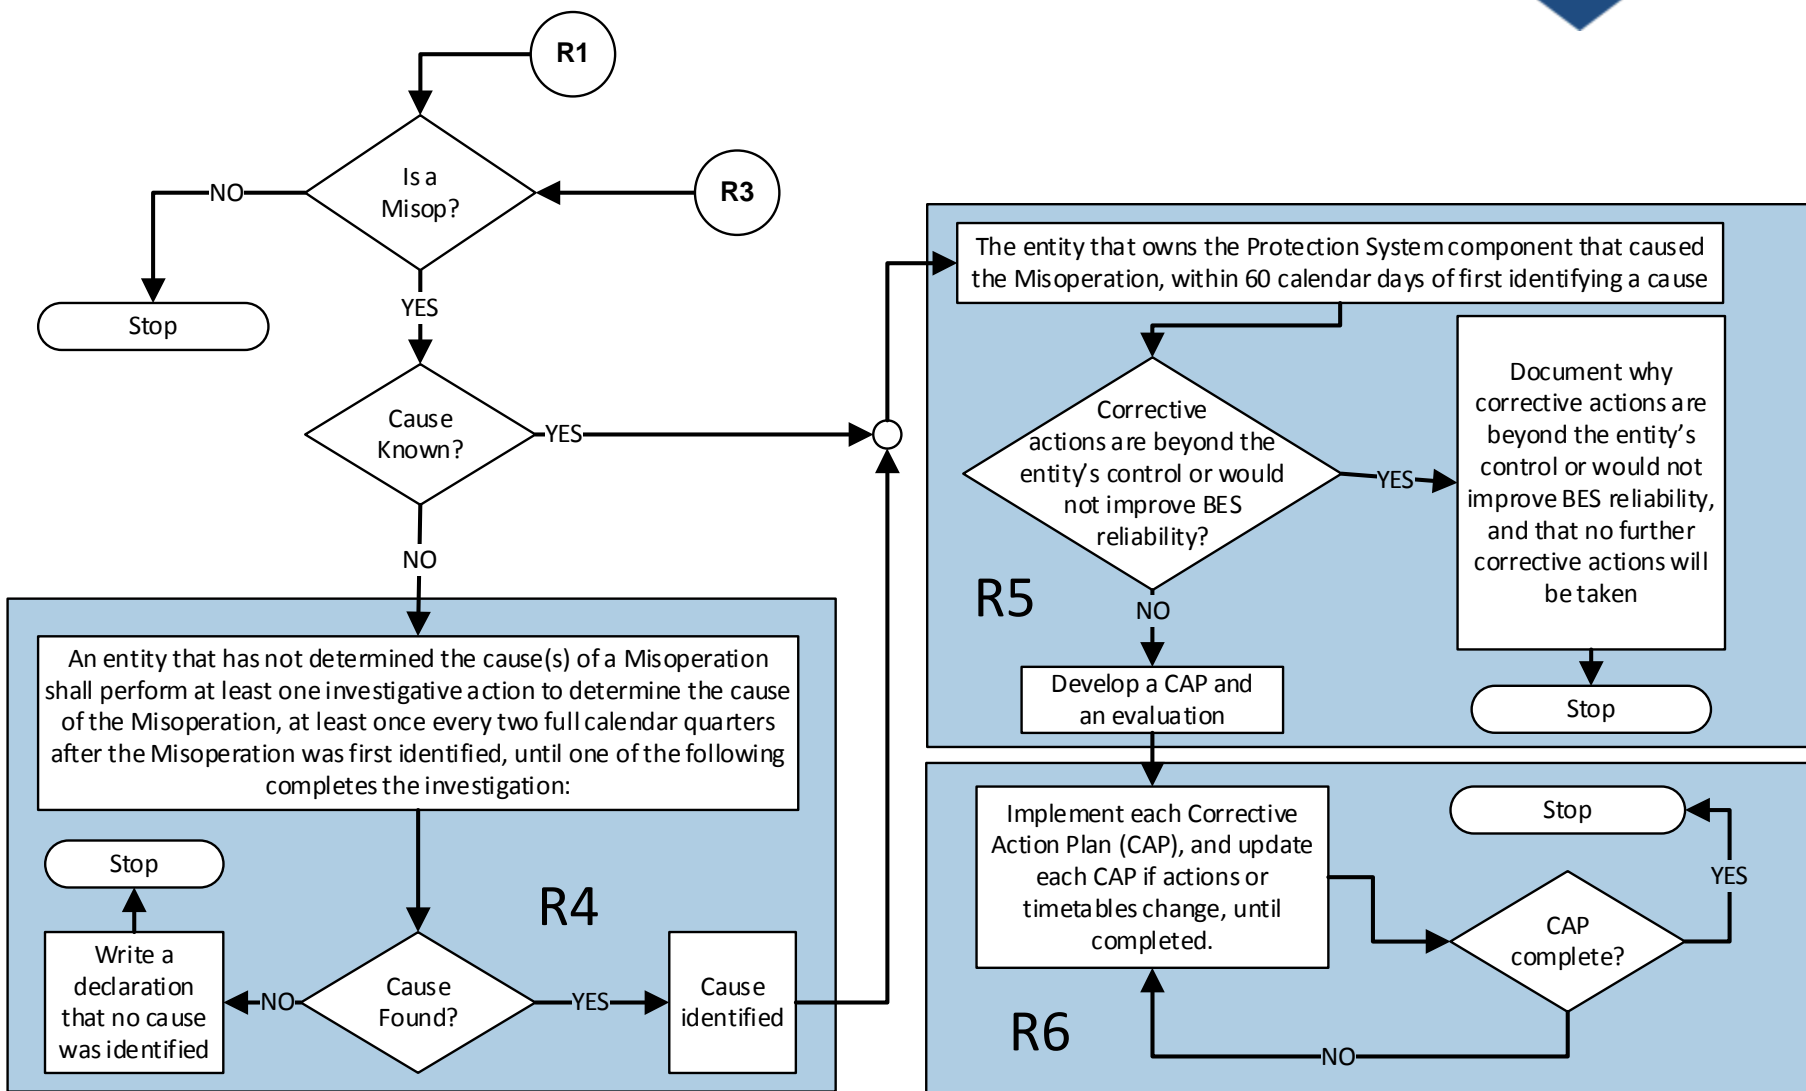 R1
Is a
Misop?
R3
NO
Stop
YES
Cause
Known?
YES
NO
An entity that has not determined the cause(s) of a Misoperation
shall perform at least one investigative action to determine the cause
of the Misoperation, at least once every two full calendar quarters
after the Misoperation was first identified, until one of the following
completes the investigation:
Stop
R4
Write a
declaration
that no cause
was identified
NO
Cause
Found?
YES
Cause
identified
The entity that owns the Protection System component that caused
the Misoperation, within 60 calendar days of first identifying a cause
Corrective
actions are beyond the
entity's control or would
not improve BES
reliability?
YES
Document why
corrective actions are
beyond the entity's
control or would not
improve BES reliability,
and that no further
corrective actions will
be taken
R5
NO
Develop a CAP and
an evaluation
Stop
Implement each Corrective
Action Plan (CAP), and update
each CAP if actions or
timetables change, until
completed.
Stop
YES
CAP
complete?
R6
NO